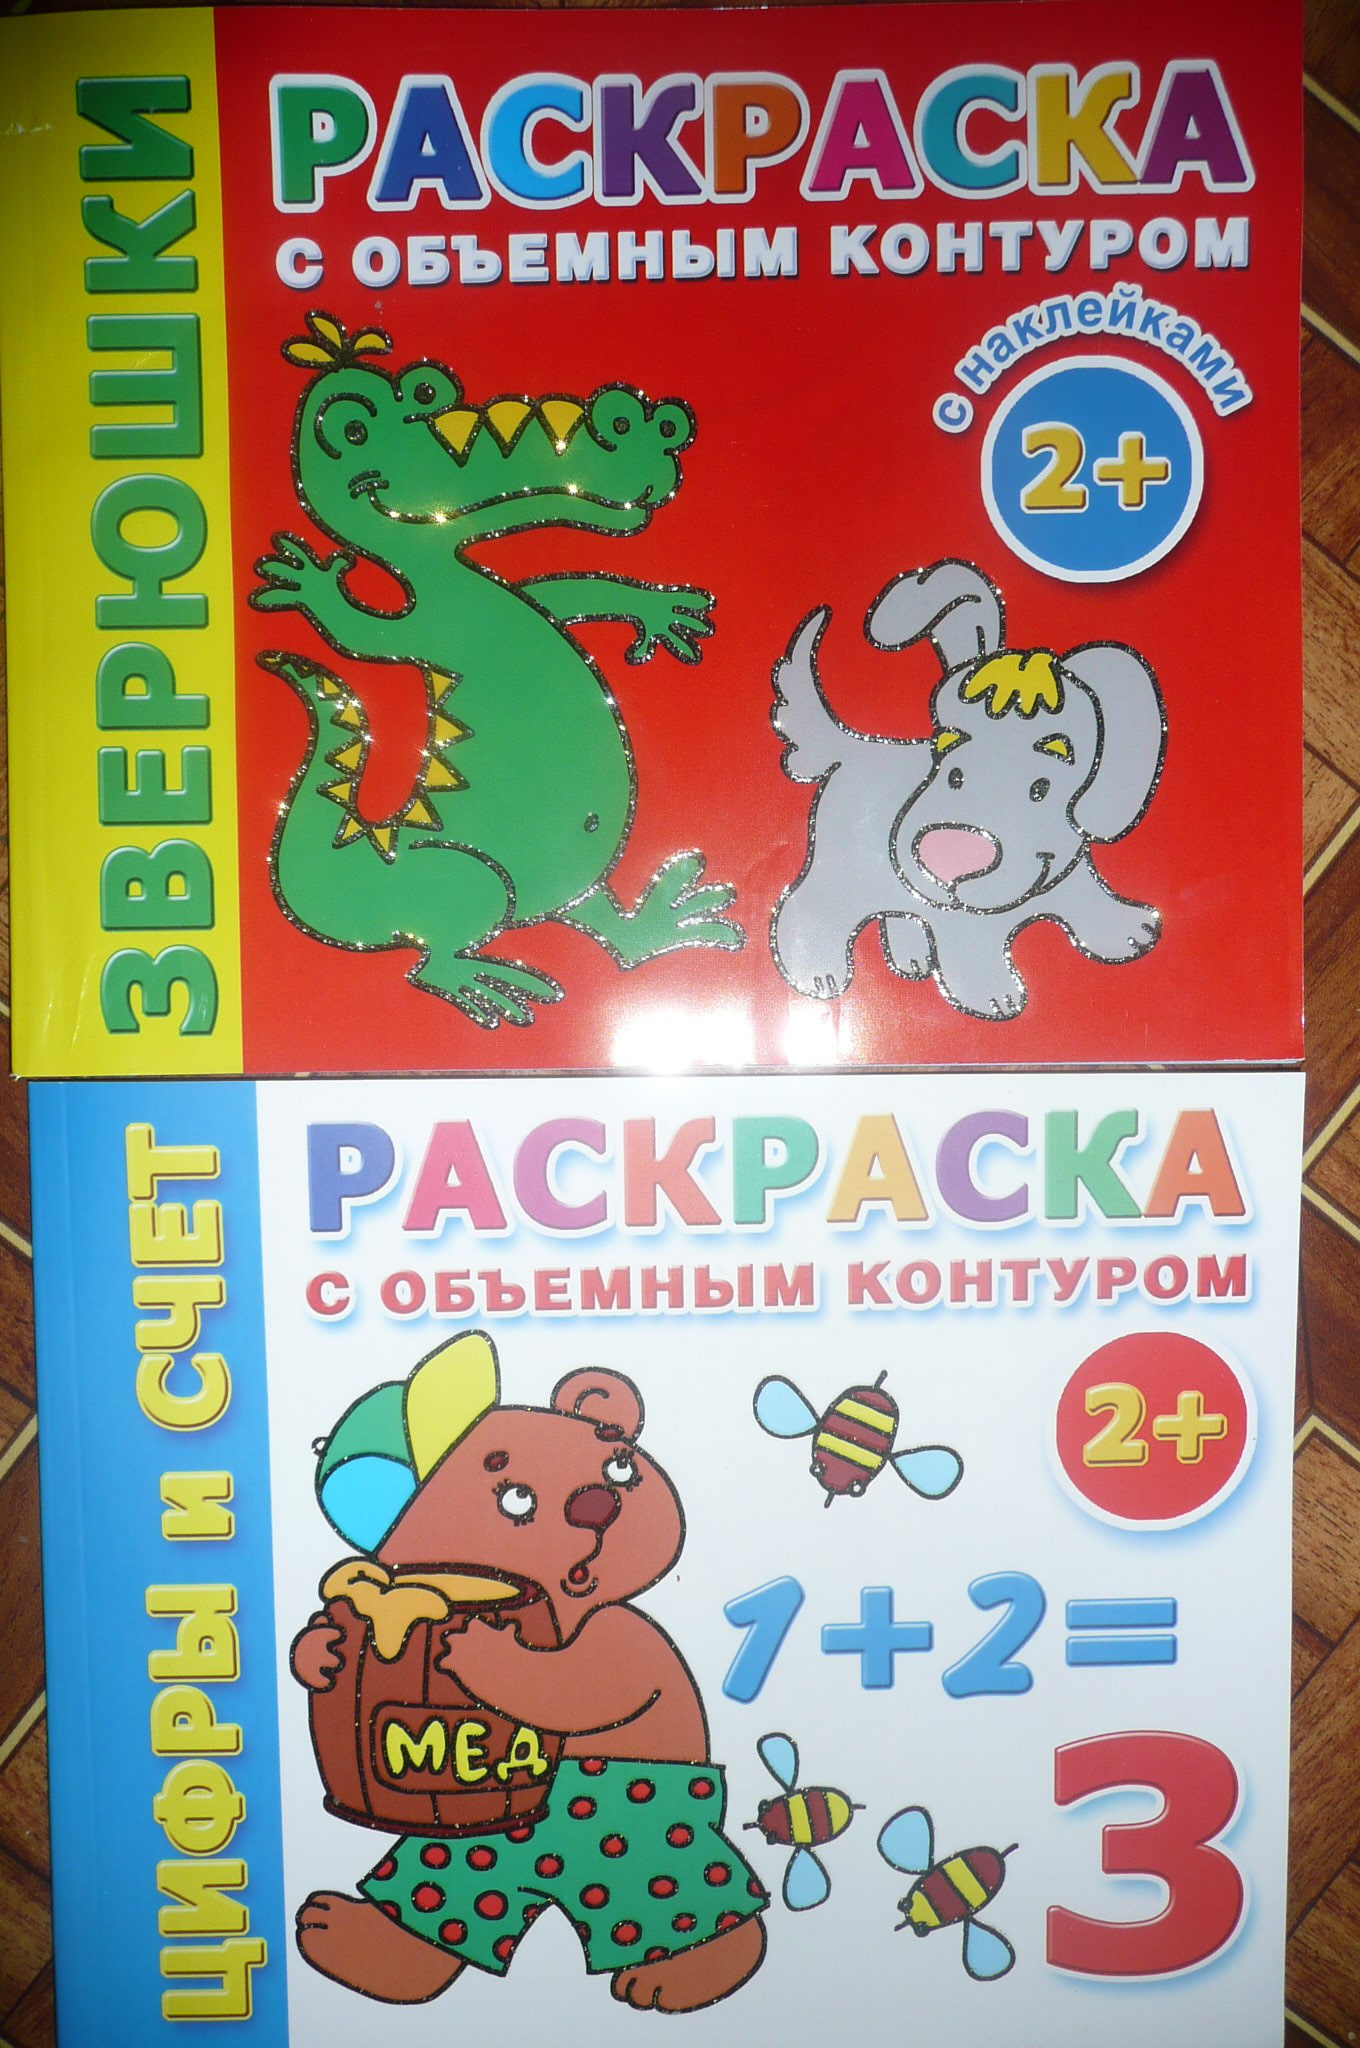 ЗВЕРЮШКИ
РАСКРАСКА
С ОБЪЕМНЫМ КОНТУРОМ
с наклейками
2+
ЦИФРЫ И СЧЕТ
РАСКРАСКА
С ОБЪЕМНЫМ КОНТУРОМ
2+
1+2=
3
МЕД